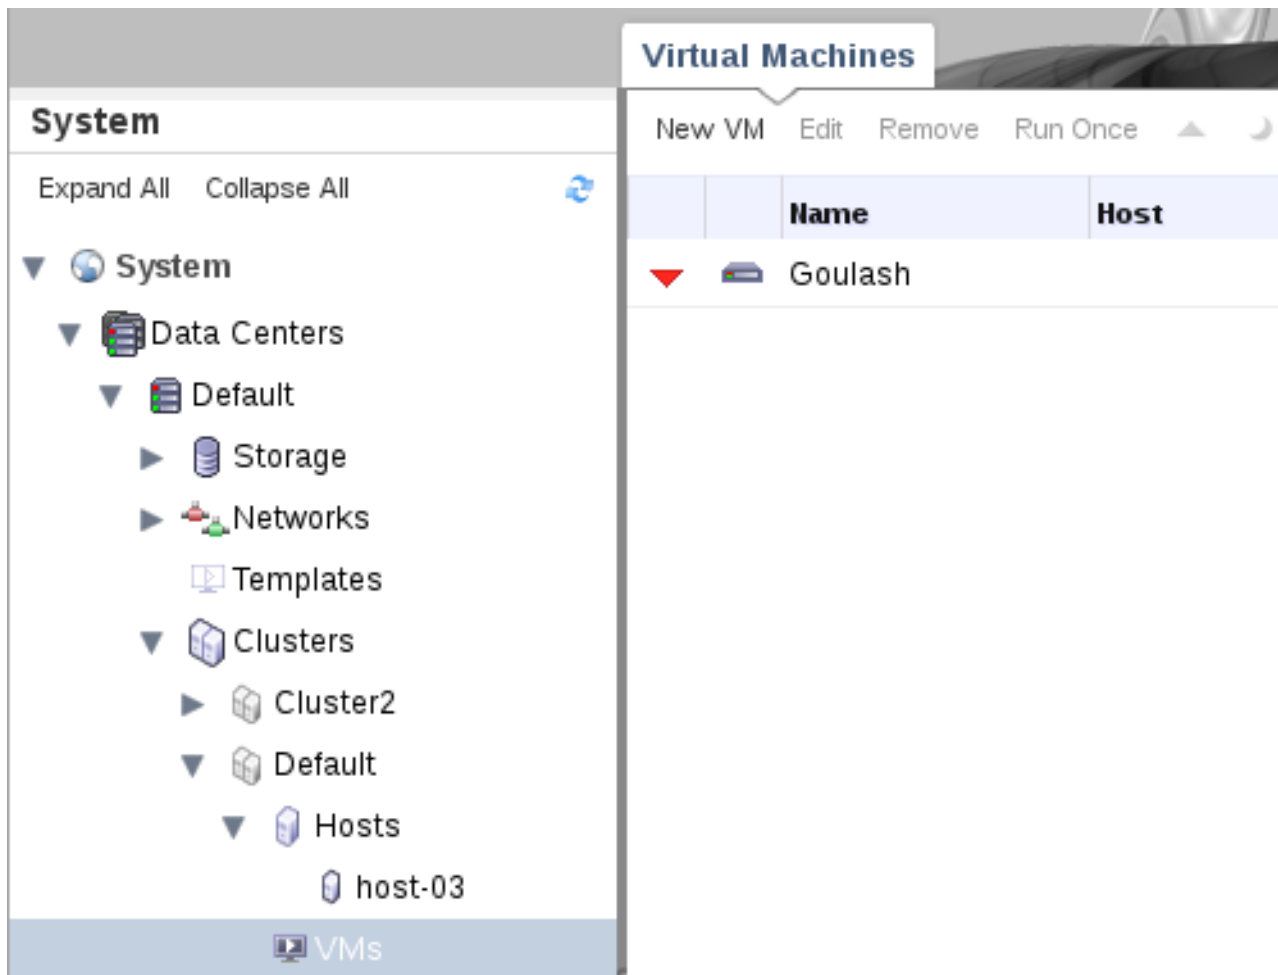 Virtual Machines
System
New VM Edit Remove Run Once
Expand All Collapse All
Name Host
System
Goulash
Data Centers
Default
Storage
Networks
Templates
Clusters
Cluster2
Default
Hosts
host-03
VMs